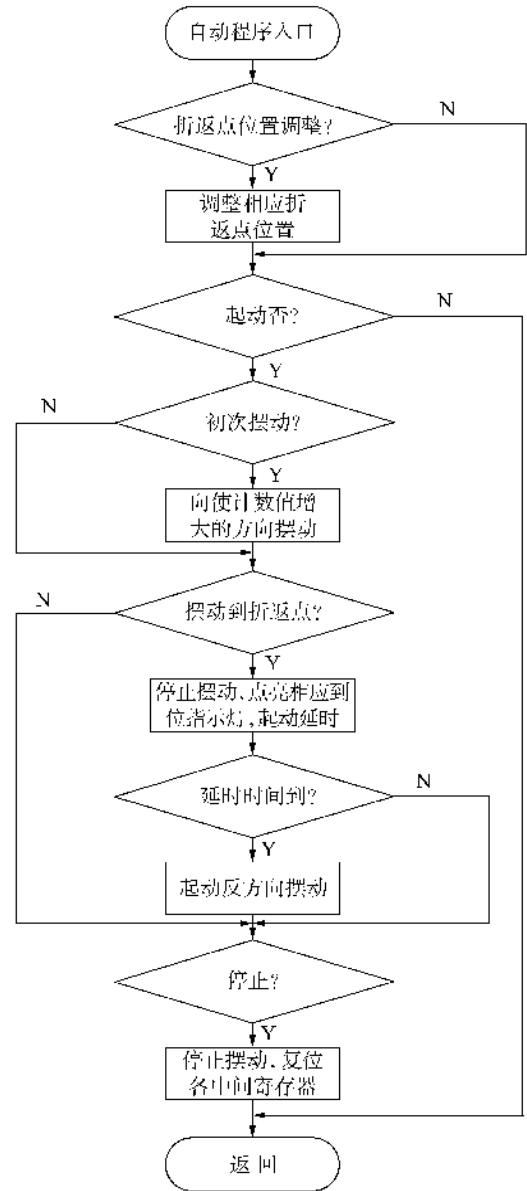 自动程序入口
折返点位置调整?
N
Y
调整相应折
返点位置
起动否?
N
Y
初次摆动?
N
Y
向使计数值增
大的方向摆动
摆动到折返点?
N
Y
停止摆动、点亮相应到
位指示灯,起动延时
延时时间到?
N
Y
起动反方向摆动
停止?
Y
停止摆动、复位
各中间寄存器
返回